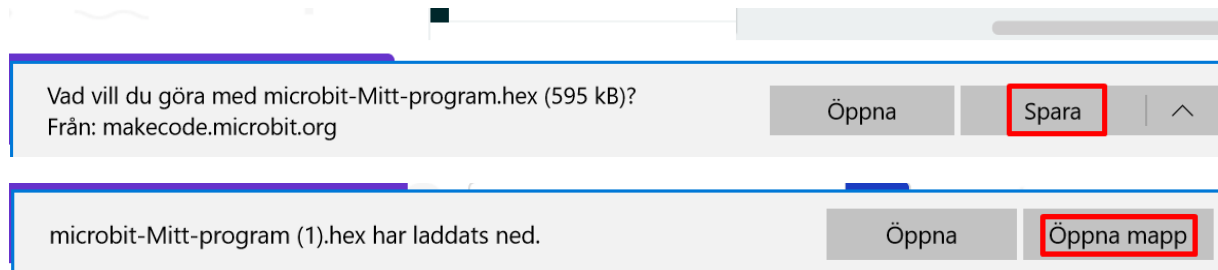 Vad vill du göra med microbit-Mitt-program.hex (595 kB)?
Från: makecode.microbit.org
Öppna
Spara
microbit-Mitt-program (1).hex har laddats ned.
Öppna
Öppna mapp